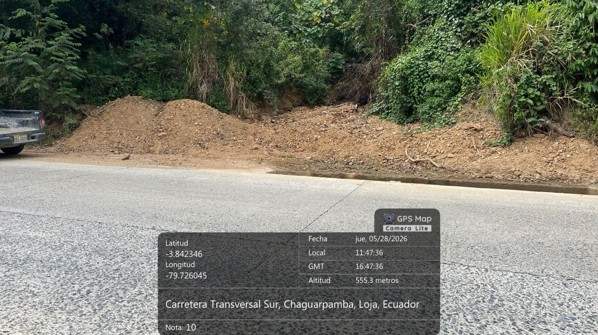 GPS Map
Camera Lite
Latitud
-3.842346
Longitud
-79.726045
Fecha jue, 05/28/2026
Local 11:47:36
GMT 16:47:36
Altitud 555.3 metros
Carretera Transversal Sur, Chaguarpamba, Loja, Ecuador
Nota: 10